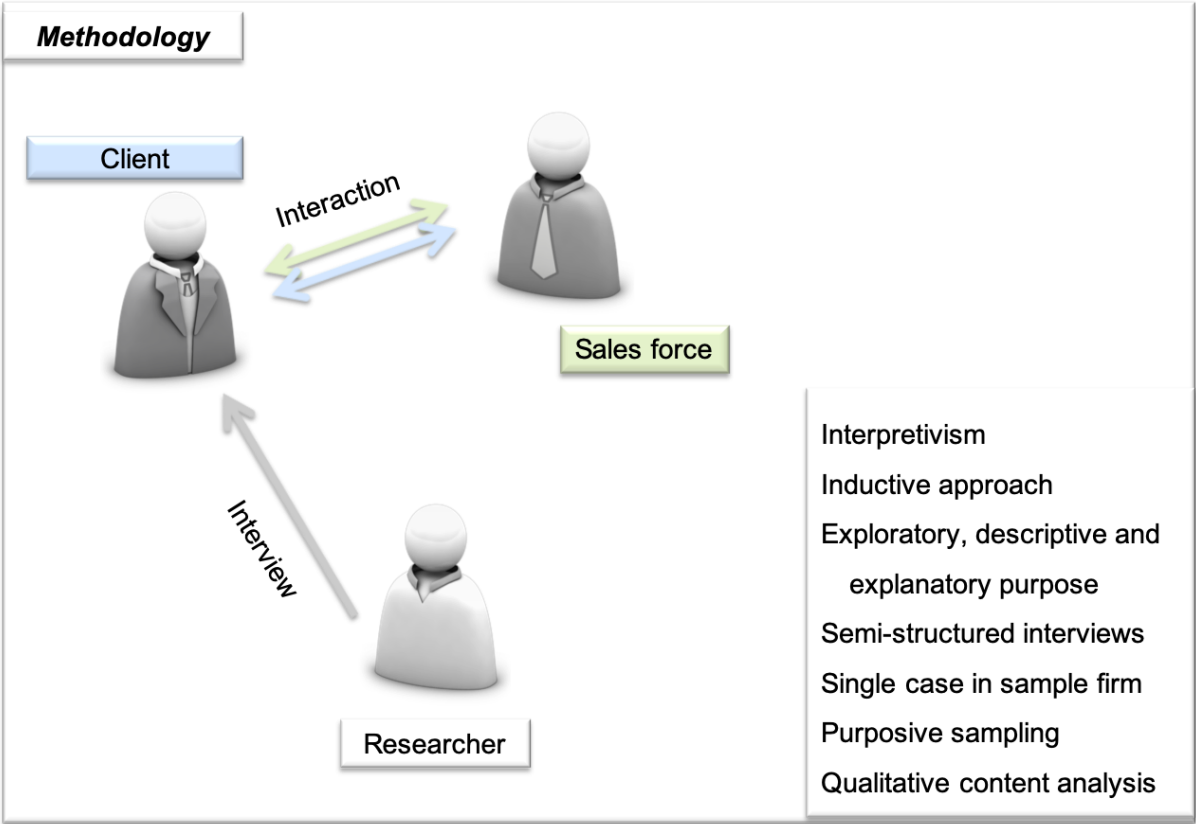 Methodology
Client
Interaction
Sales force
Interview
Researcher
Interpretivism
Inductive approach
Exploratory, descriptive and
explanatory purpose
Semi-structured interviews
Single case in sample firm
Purposive sampling
Qualitative content analysis